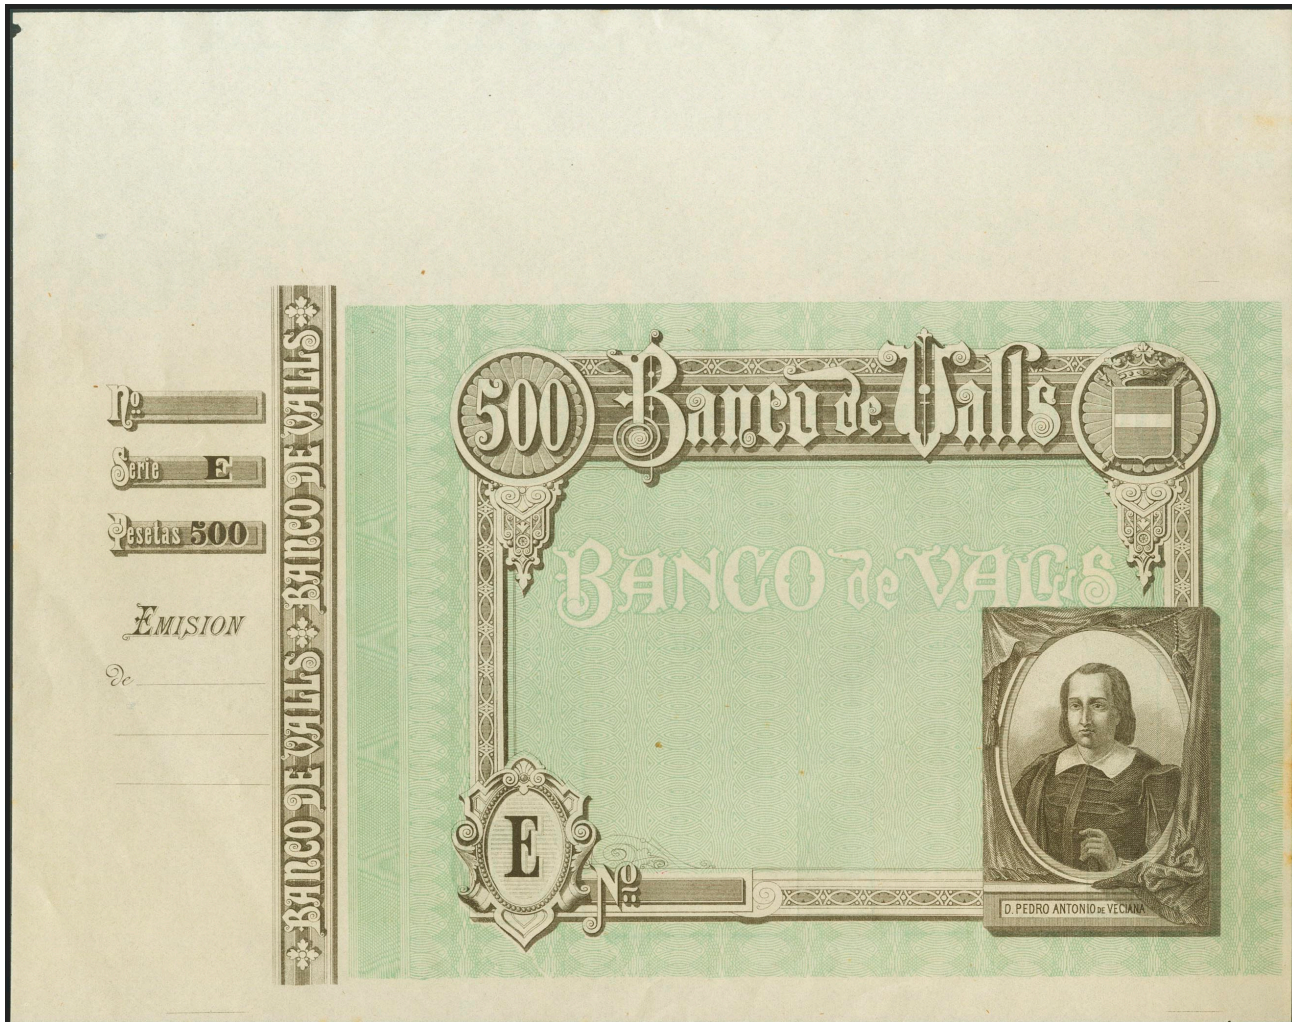 Nº
Serie E
Pesetas 500
EMISION
de
BANCO DE VALLS · BANCO DE VALLS
500 Banco de Valls
BANCO de VALLS
E
Nº
D. PEDRO ANTONIO DE VECIANA